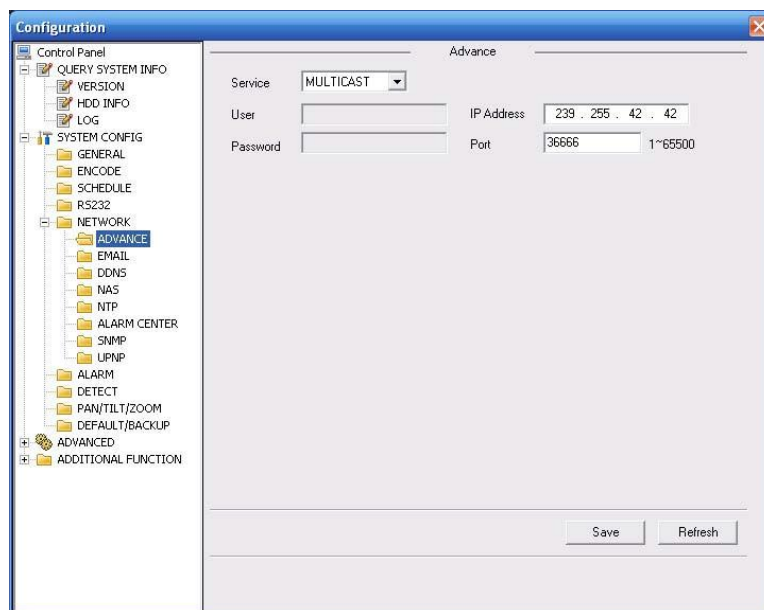 Configuration
Control Panel
QUERY SYSTEM INFO
VERSION
HDD INFO
LOG
SYSTEM CONFIG
GENERAL
ENCODE
SCHEDULE
RS232
NETWORK
ADVANCE
EMAIL
DDNS
NAS
NTP
ALARM CENTER
SNMP
UPNP
ALARM
DETECT
PAN/TILT/ZOOM
DEFAULT/BACKUP
ADVANCED
ADDITIONAL FUNCTION
Advance
Service MULTICAST
User IP Address 239 . 255 . 42 . 42
Password Port 36666 1~65500
Save Refresh